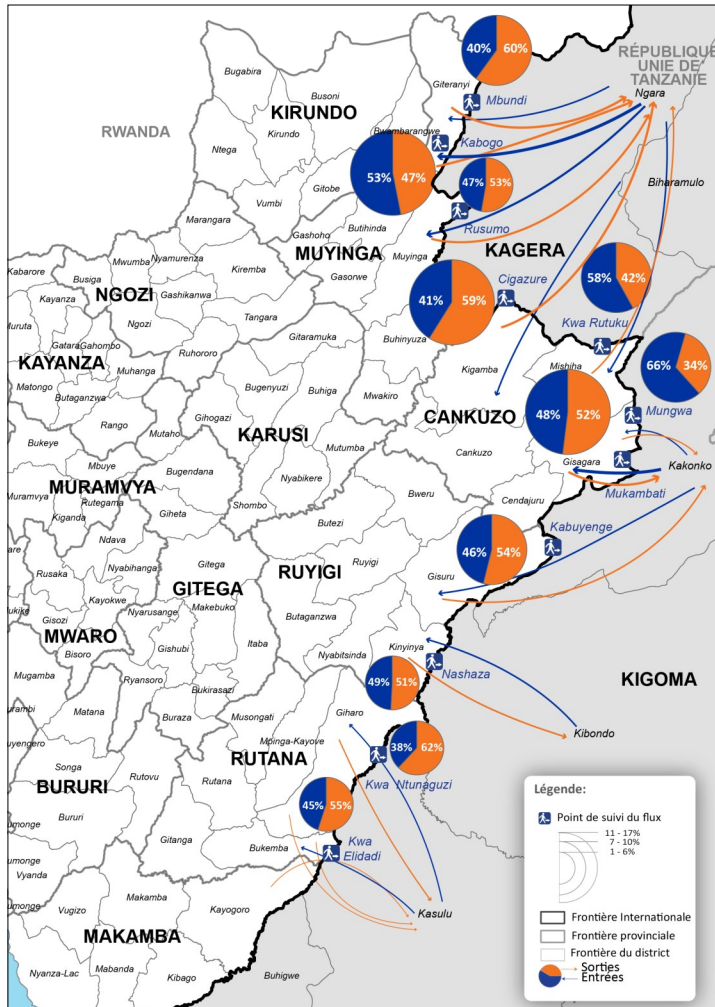 40%
60%
RÉPUBLIQUE
UNIE DE
TANZANIE
Bugabira
Giteranyi
Ngara
Busoni
Mbundi
KIRUNDO
RWANDA
Kirundo
Bwambarangwe
Ntega
Kabogo
53%
47%
47%
53%
Biharamulo
Gitobe
Vumbi
Marangara
Butihinda
Rusumo
Gashoho
KAGERA
MUYINGA
Muyinga
Mwumba
Nyamurenza
Kiremba
Gasorwe
Kabarore
Busiga
Cigazure
58%
42%
Kayanza
NGOZI
Gashikanwa
41%
59%
Kwa Rutuku
Muruta
Ngozi
Tangara
Gatara
Gahombo
Gitaramuka
Buhinyuza
KAYANZA
Ruhororo
Mishiha
Muhanga
Kigamba
66%
34%
Matongo
Bugenyuzi
Buhiga
Butaganzwa
Mwakiro
Gihogazi
CANKUZO
48%
52%
Mungwa
Rango
KARUSI
Mutaho
Bukeye
Mutumba
Cankuzo
Mbuye
Gisagara
Kakonko
Bugendana
Nyabikere
MURAMVYA
Bweru
Mukambati
Muramvya
Rutegama
Shombo
Cendajuru
Kiganda
Giheta
Butezi
Kabuyenge
Ndava
46%
54%
Gitega
Ruyigi
Nyabihanga
RUYIGI
Rusaka
GITEGA
Gisuru
Kayokwe
Makebuko
Nyarusange
Gisozi
Butaganzwa
MWARO
Itaba
Gishubi
Kinyinya
Bisoro
Nyabitsinda
Nashaza
Mugamba
Ryansoro
KIGOMA
Bukirasazi
49%
51%
Matana
Buraza
Musongati
Giharo
Kibondo
Mpinga-Kayove
38%
62%
Songa
RUTANA
BURURI
Rutovu
Rutana
Kwa Ntunaguzi
Légende:
45%
55%
Point de suivi du flux
Bururi
11 - 17%
7 - 10%
Gitanga
Kwa
Elidadi
1 - 6%
Bukemba
Vyanda
Makamba
Vugizo
Kayogoro
Kasulu
Frontière Internationale
MAKAMBA
Frontière provinciale
Frontière du district
Nyanza-Lac
Mabanda
Kibago
Buhigwe
Sorties
Entrées